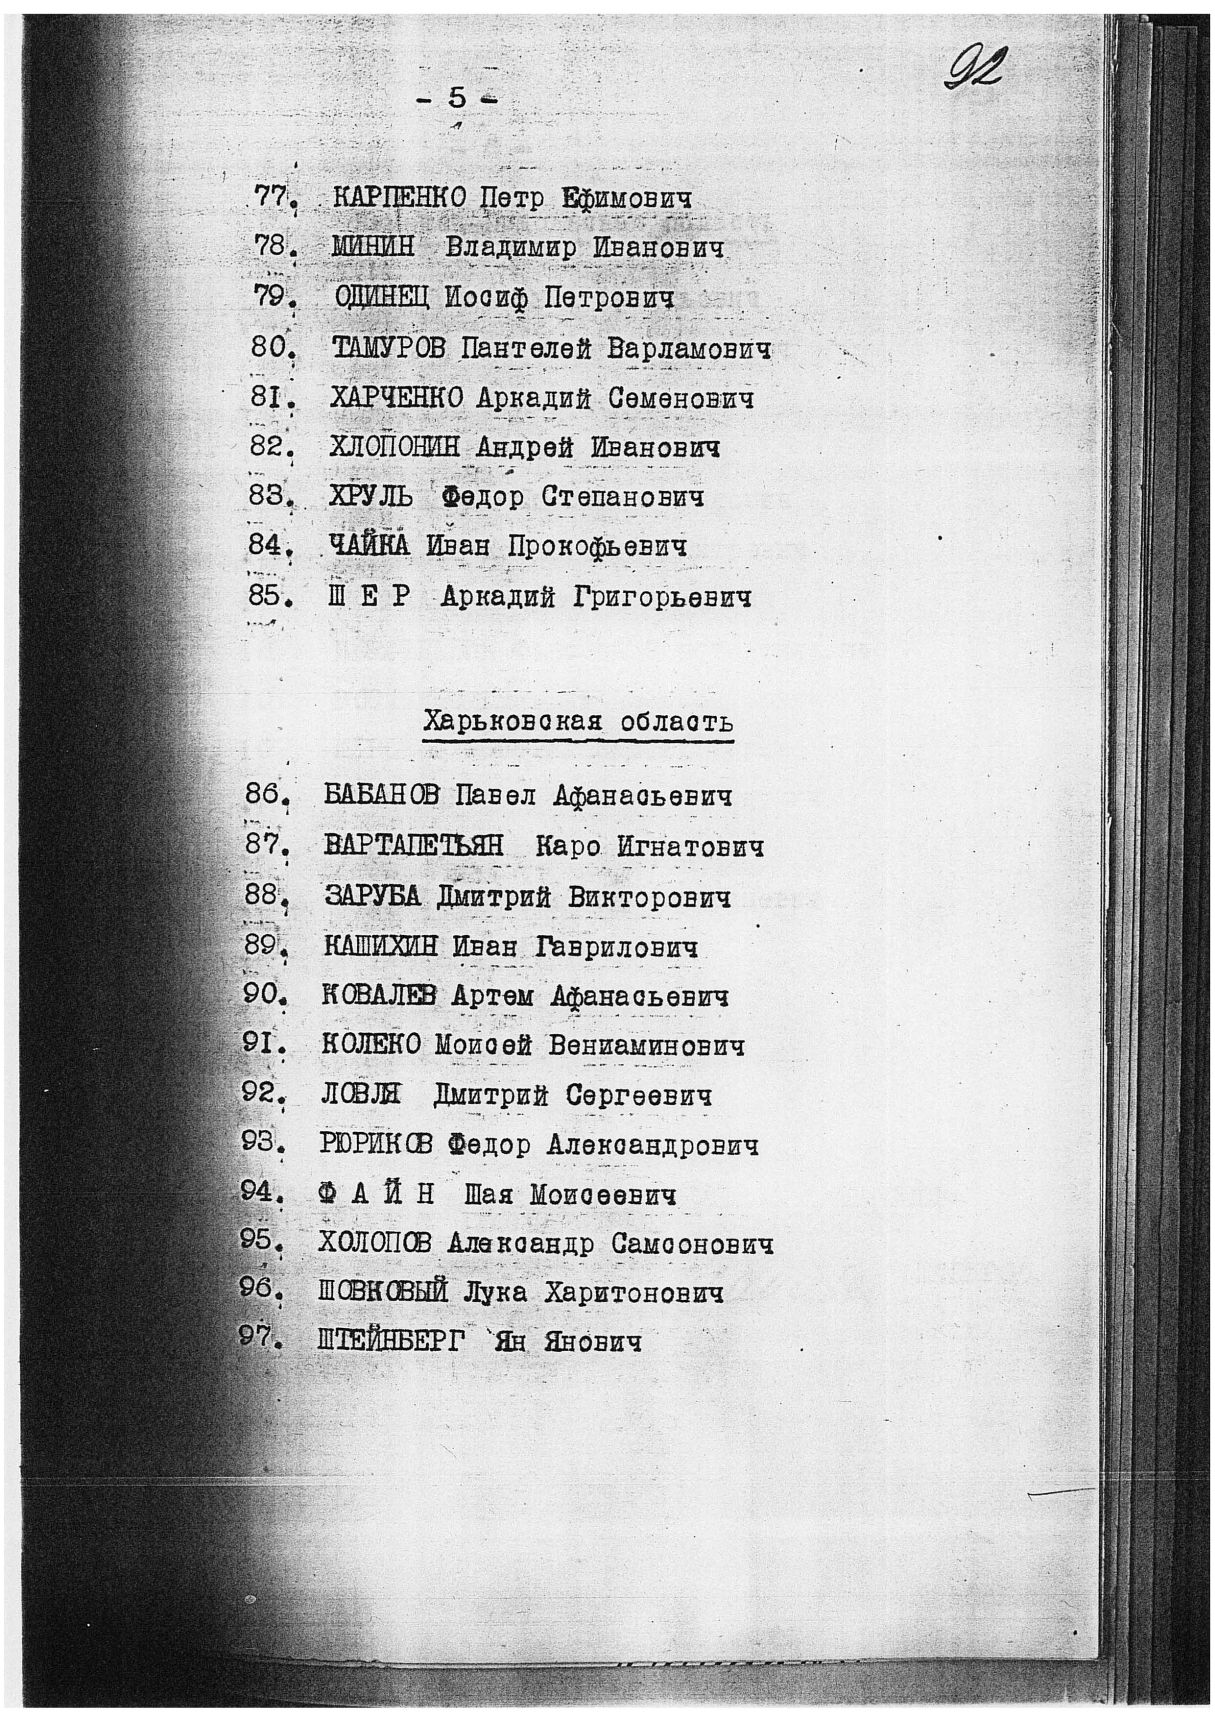 92
- 5 -
77. КАРПЕНКО Петр Ефимович
78. МИНИН Владимир Иванович
79. ОДИНЕЦ Иосиф Петрович
80. ТАМУРОВ Пантелей Варламович
81. ХАРЧЕНКО Аркадий Семенович
82. ХЛОПОНИН Андрей Иванович
83. ХРУЛЬ Федор Степанович
84. ЧАЙКА Иван Прокофьевич
85. Ш Е Р Аркадий Григорьевич
Харьковская область
86. БАБАНОВ Павел Афанасьевич
87. ВАРТАПЕТЬЯН Каро Игнатович
88. ЗАРУБА Дмитрий Викторович
89. КАШИХИН Иван Гаврилович
90. КОВАЛЕВ Артем Афанасьевич
91. КОЛЕКО Моисей Вениаминович
92. ЛОВЛЯ Дмитрий Сергеевич
93. РЮРИКОВ Федор Александрович
94. Ф А Й Н Шая Моисеевич
95. ХОЛОПОВ Александр Самсонович
96. ШОВКОВЫЙ Лука Харитонович
97. ШТЕЙНБЕРГ Ян Янович